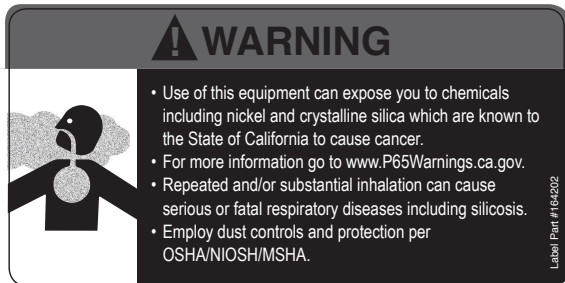 WARNING
• Use of this equipment can expose you to chemicals
including nickel and crystalline silica which are known to
the State of California to cause cancer.
• For more information go to www.P65Warnings.ca.gov.
• Repeated and/or substantial inhalation can cause
serious or fatal respiratory diseases including silicosis.
• Employ dust controls and protection per
OSHA/NIOSH/MSHA.
Label Part #164202